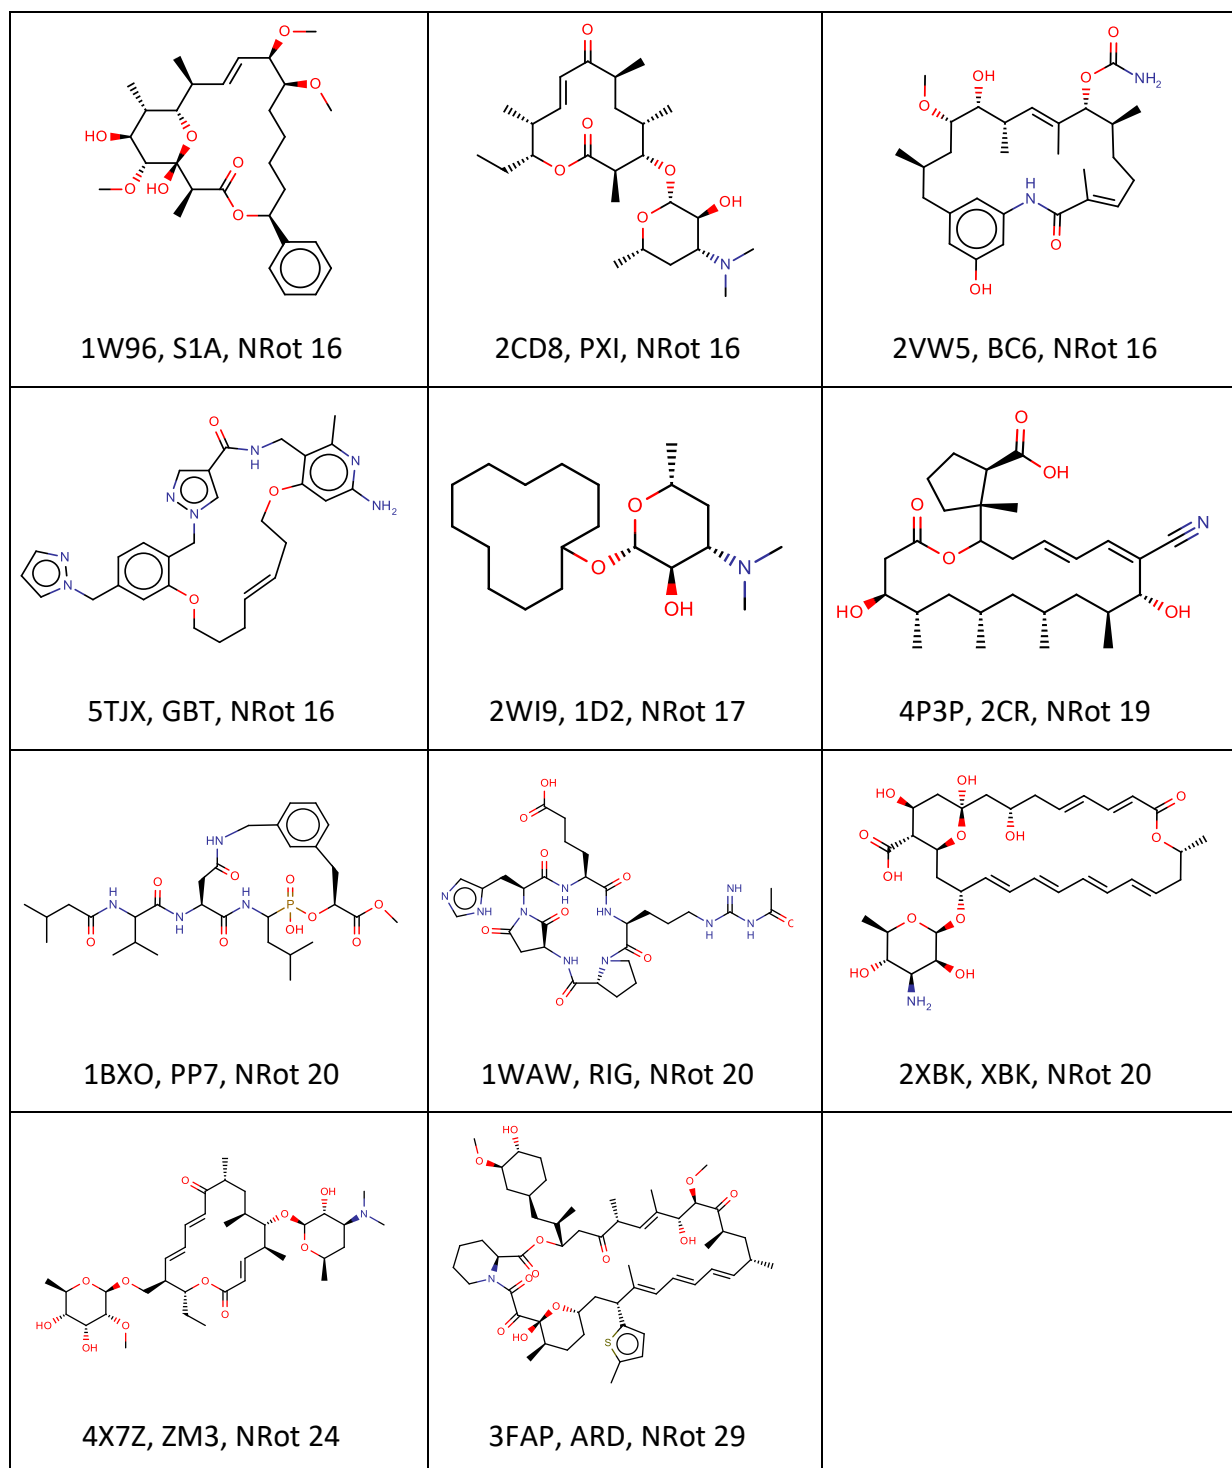 1W96, S1A, NRot 16
2CD8, PXI, NRot 16
2VW5, BC6, NRot 16
5TJX, GBT, NRot 16
2WI9, 1D2, NRot 17
4P3P, 2CR, NRot 19
1BXO, PP7, NRot 20
1WAW, RIG, NRot 20
2XBK, XBK, NRot 20
4X7Z, ZM3, NRot 24
3FAP, ARD, NRot 29